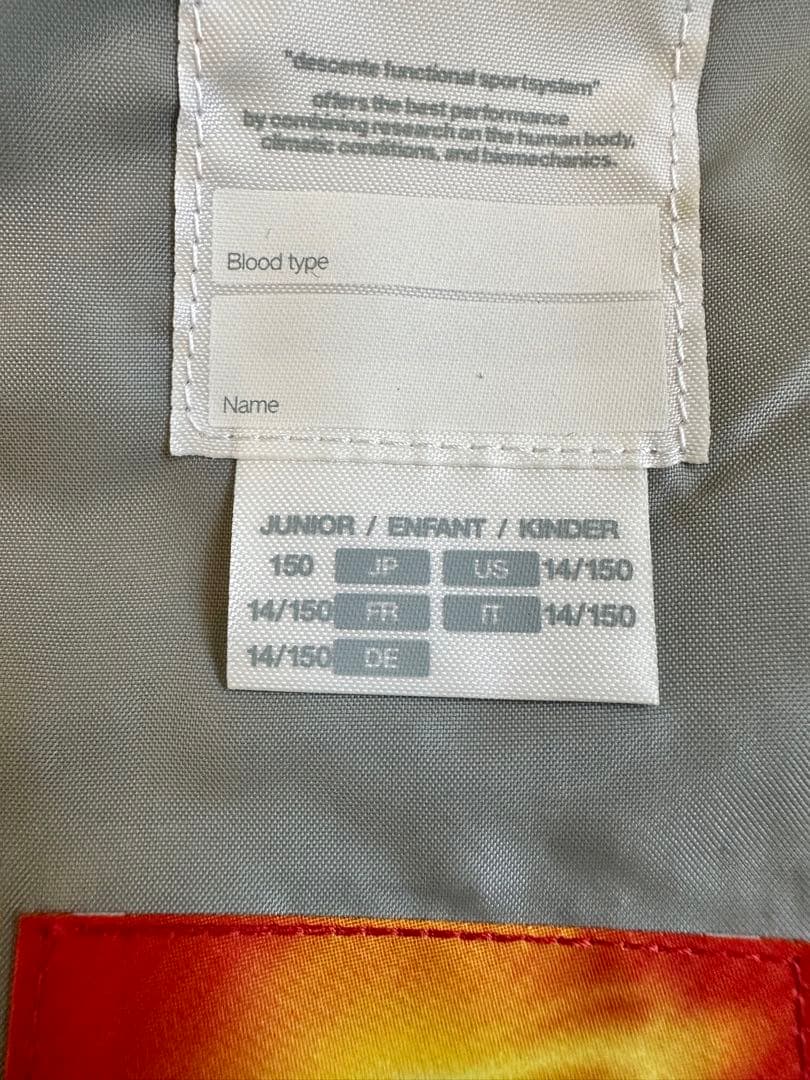 "descente functional sportsystem"
offers the best performance
by combining research on the human body,
climatic conditions, and biomechanics.
Blood type
Name
JUNIOR / ENFANT / KINDER
150 JP US 14/150
14/150 FR IT 14/150
14/150 DE